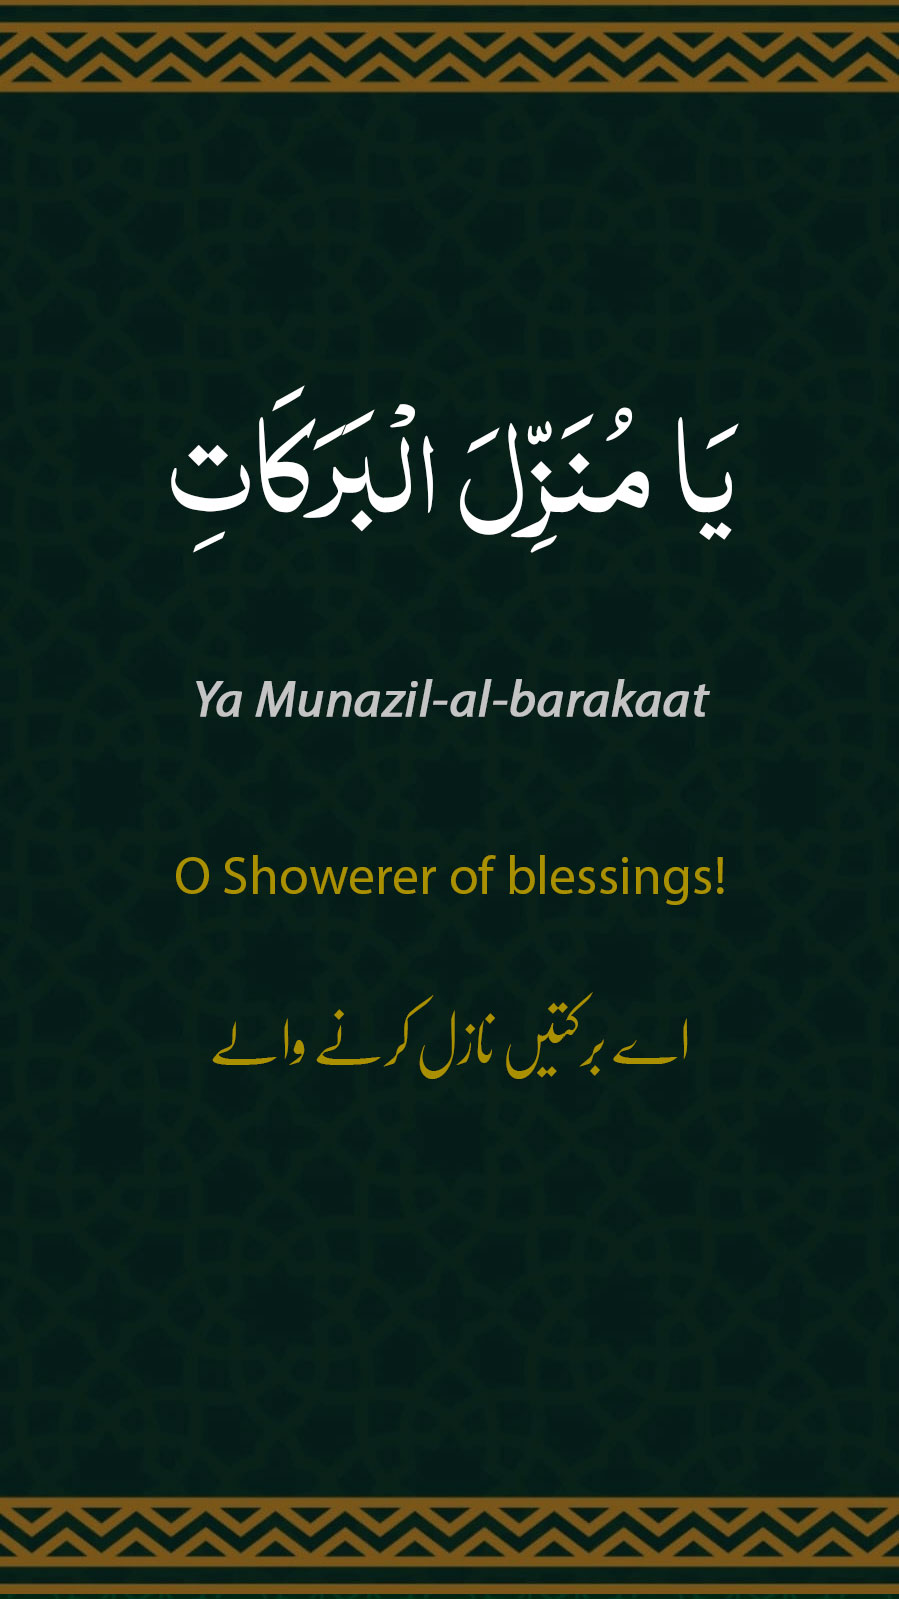 يَا مُنَزِّلَ الْبَرَكَاتِ
Ya Munazil-al-barakaat
O Showerer of blessings!
اے برکتیں نازل کرنے والے